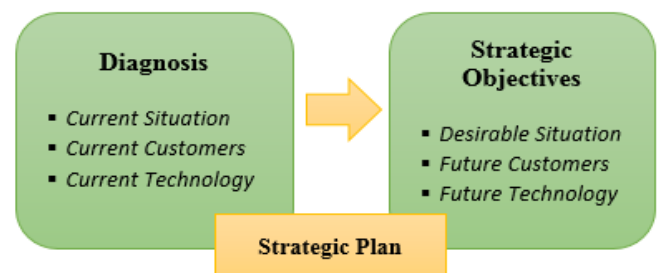 Diagnosis
▪ Current Situation
▪ Current Customers
▪ Current Technology
Strategic
Objectives
▪ Desirable Situation
▪ Future Customers
▪ Future Technology
Strategic Plan